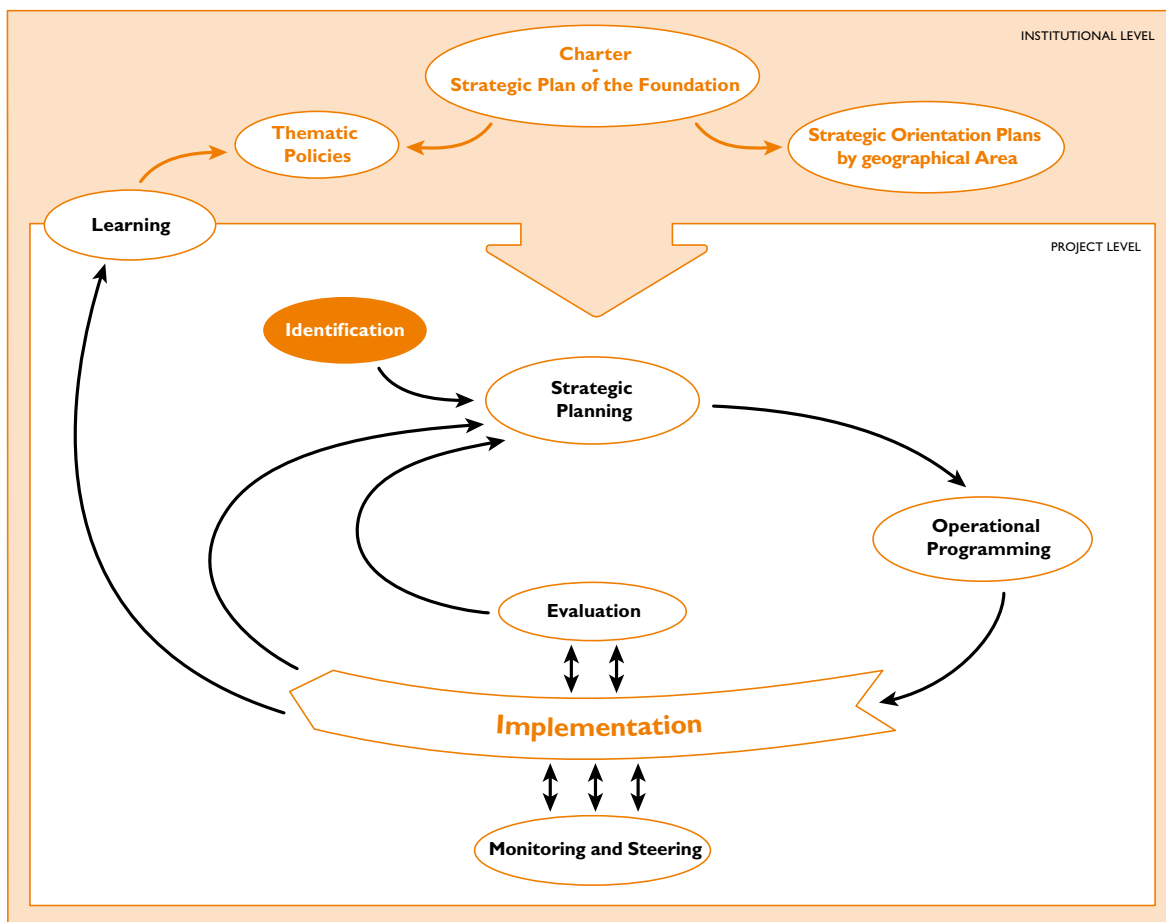 INSTITUTIONAL LEVEL
Charter
-
Strategic Plan of the Foundation
Thematic
Policies
Strategic Orientation Plans
by geographical Area
Learning
PROJECT LEVEL
Identification
Strategic
Planning
Operational
Programming
Evaluation
Implementation
Monitoring and Steering